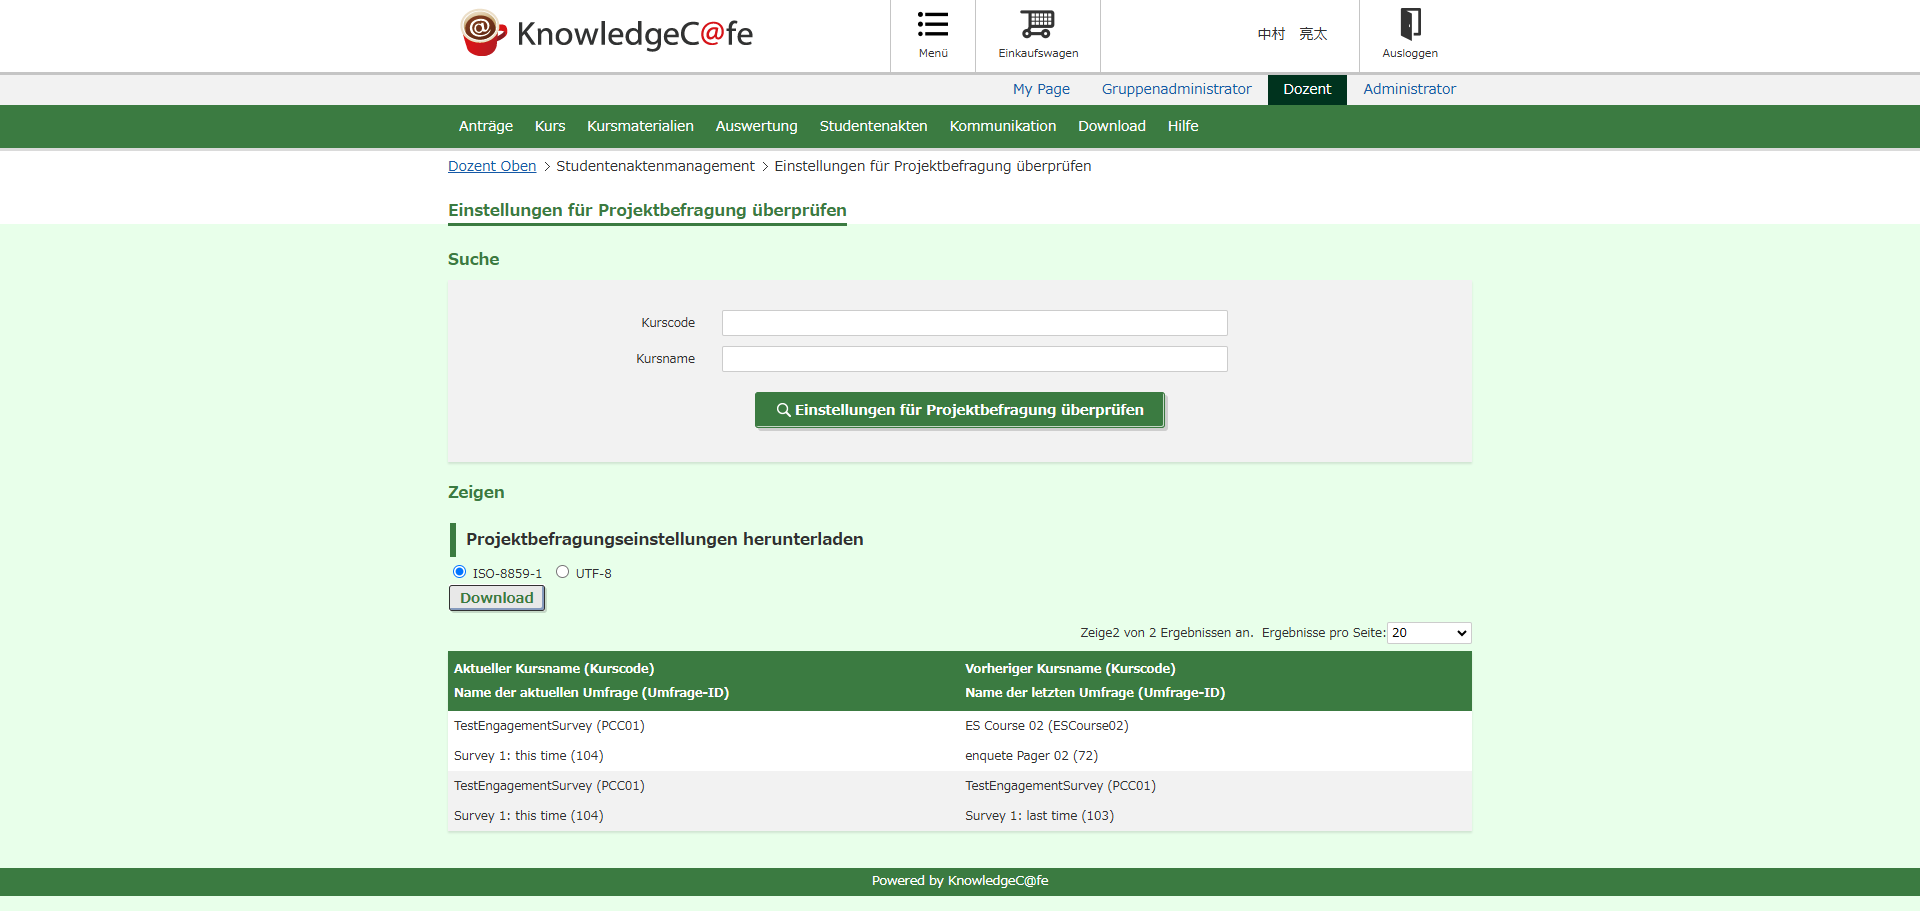 KnowledgeC@fe
Menü
Einkaufswagen
中村　亮太
Ausloggen
My Page
Gruppenadministrator
Dozent
Administrator
Anträge
Kurs
Kursmaterialien
Auswertung
Studentenakten
Kommunikation
Download
Hilfe
Dozent Oben > Studentenaktenmanagement > Einstellungen für Projektbefragung überprüfen
Einstellungen für Projektbefragung überprüfen
Suche
Kurscode
Kursname
Einstellungen für Projektbefragung überprüfen
Zeigen
Projektbefragungseinstellungen herunterladen
ISO-8859-1 UTF-8
Download
Zeige2 von 2 Ergebnissen an. Ergebnisse pro Seite: 20
Aktueller Kursname (Kurscode) Vorheriger Kursname (Kurscode)
Name der aktuellen Umfrage (Umfrage-ID) Name der letzten Umfrage (Umfrage-ID)
TestEngagementSurvey (PCC01) ES Course 02 (ESCourse02)
Survey 1: this time (104) enquete Pager 02 (72)
TestEngagementSurvey (PCC01) TestEngagementSurvey (PCC01)
Survey 1: this time (104) Survey 1: last time (103)
Powered by KnowledgeC@fe